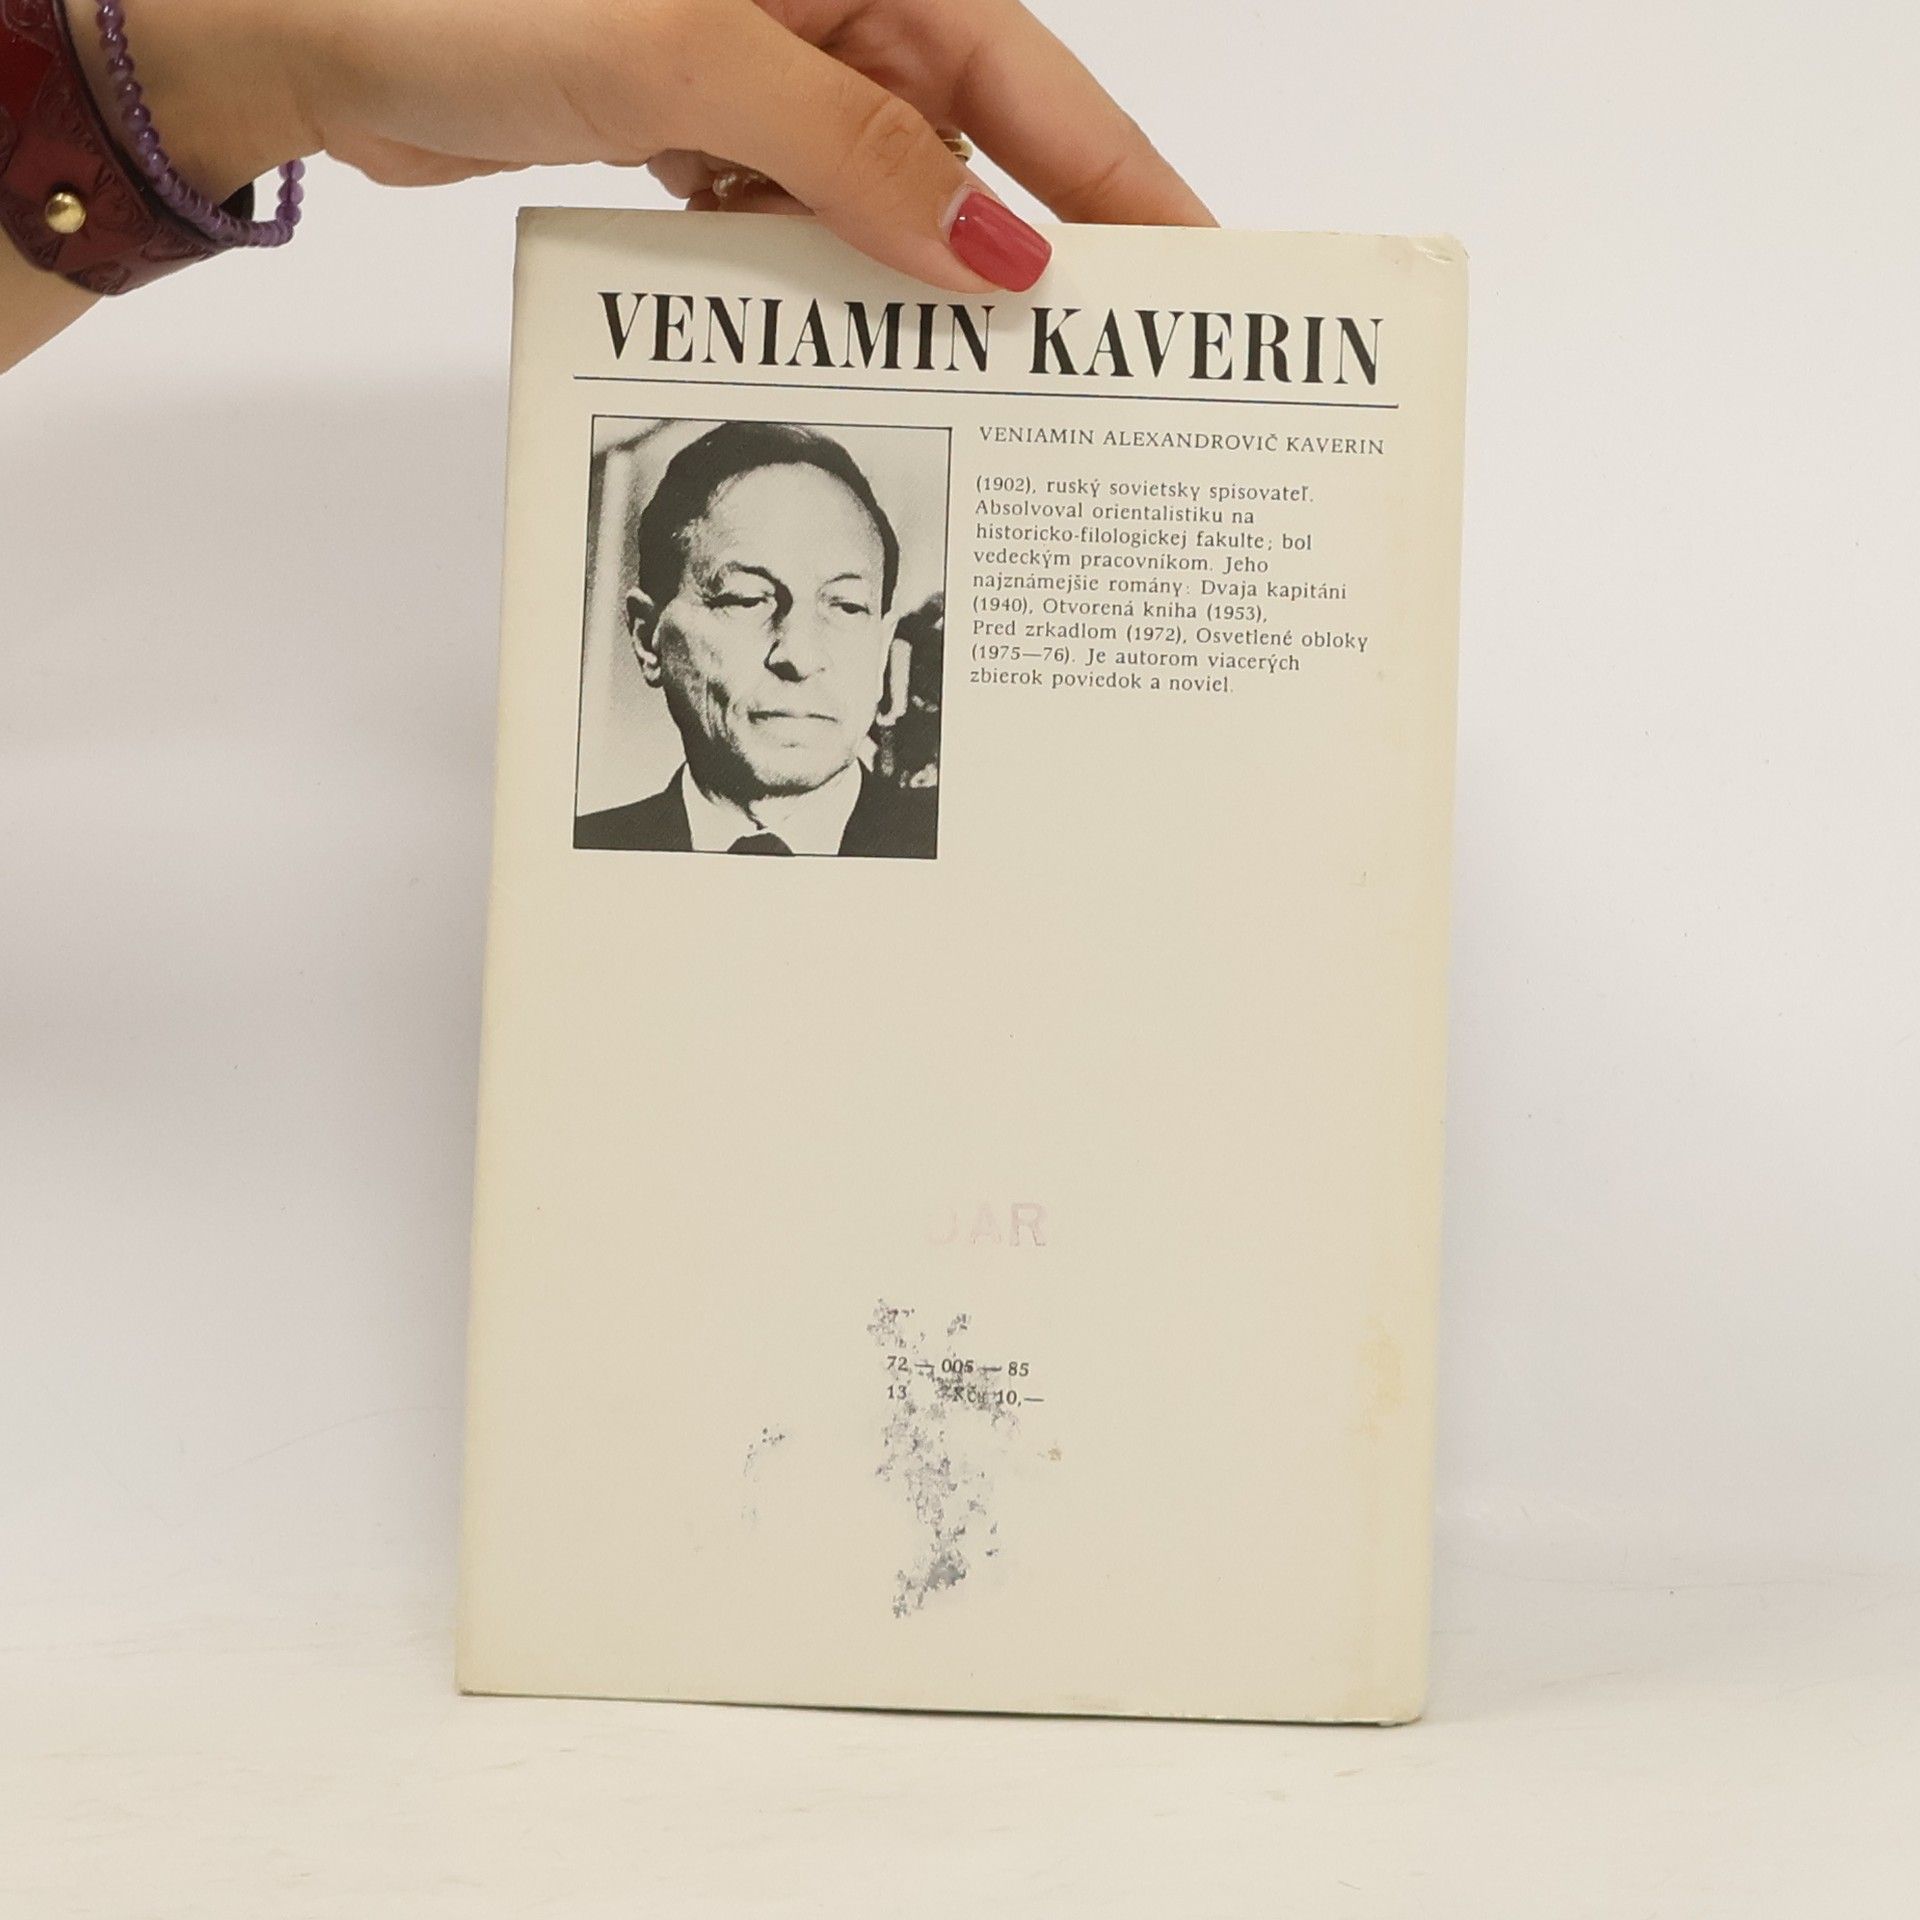 VENIAMIN KAVERIN
VENIAMIN ALEXANDROVIČ KAVERIN
(1902), ruský sovietsky spisovateľ.
Absolvoval orientalistiku na
historicko-filologickej fakulte; bol
vedeckým pracovníkom. Jeho
najznámejšie romány: Dvaja kapitáni
(1940), Otvorená kniha (1953),
Pred zrkadlom (1972), Osvetlené obloky
(1975—76). Je autorom viacerých
zbierok poviedok a noviel.
72 — 005 — 85
13 Kčs 10,—